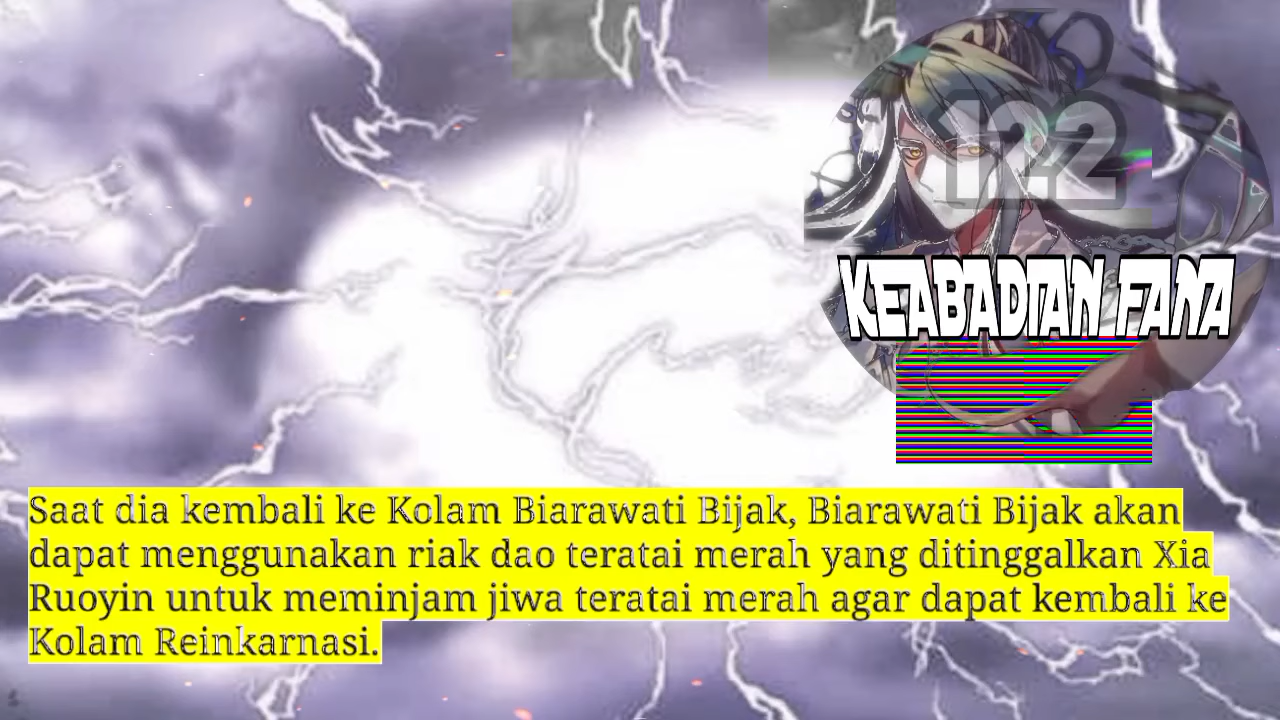 122
KEABADIAN FANA
Saat dia kembali ke Kolam Biarawati Bijak, Biarawati Bijak akan
dapat menggunakan riak dao teratai merah yang ditinggalkan Xia
Ruoyin untuk meminjam jiwa teratai merah agar dapat kembali ke
Kolam Reinkarnasi.